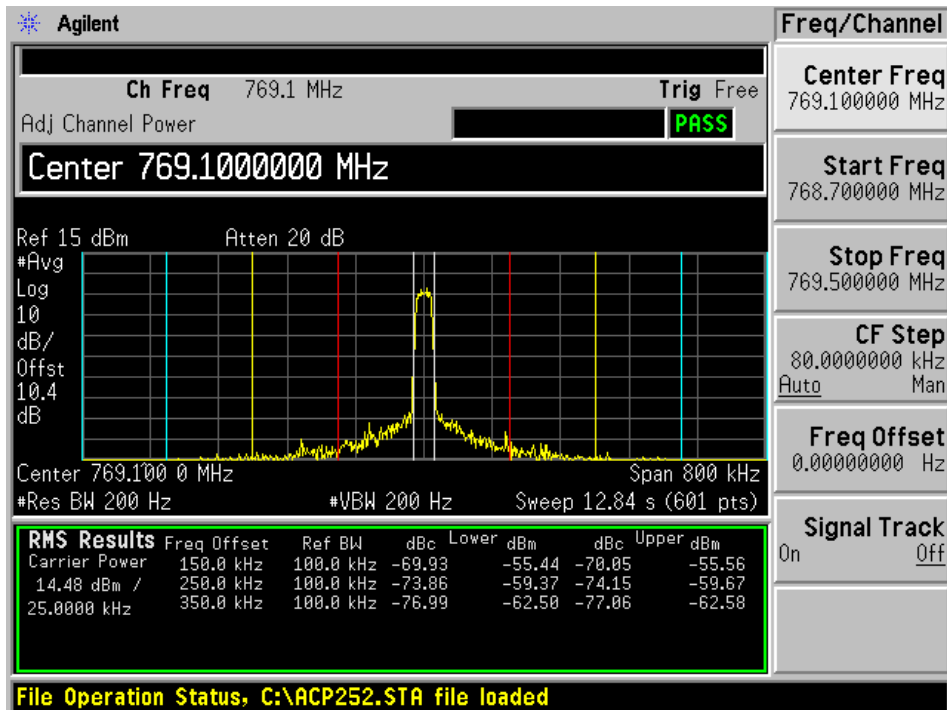 Agilent
Freq/Channel
Ch Freq 769.1 MHz Trig Free
Adj Channel Power PASS
Center 769.1000000 MHz
Ref 15 dBm Atten 20 dB
#Avg
Log
10
dB/
Offst
10.4
dB
Center 769.100 0 MHz Span 800 kHz
#Res BW 200 Hz #VBW 200 Hz Sweep 12.84 s (601 pts)
RMS Results Freq Offset Ref BW dBc Lower dBm dBc Upper dBm
Carrier Power 150.0 kHz 100.0 kHz -69.93 -55.44 -70.05 -55.56
14.48 dBm / 250.0 kHz 100.0 kHz -73.86 -59.37 -74.15 -59.67
25.0000 kHz 350.0 kHz 100.0 kHz -76.99 -62.50 -77.06 -62.58
File Operation Status, C:\ACP252.STA file loaded
Center Freq
769.100000 MHz
Start Freq
768.700000 MHz
Stop Freq
769.500000 MHz
CF Step
80.0000000 kHz
Auto Man
Freq Offset
0.00000000 Hz
Signal Track
On Off